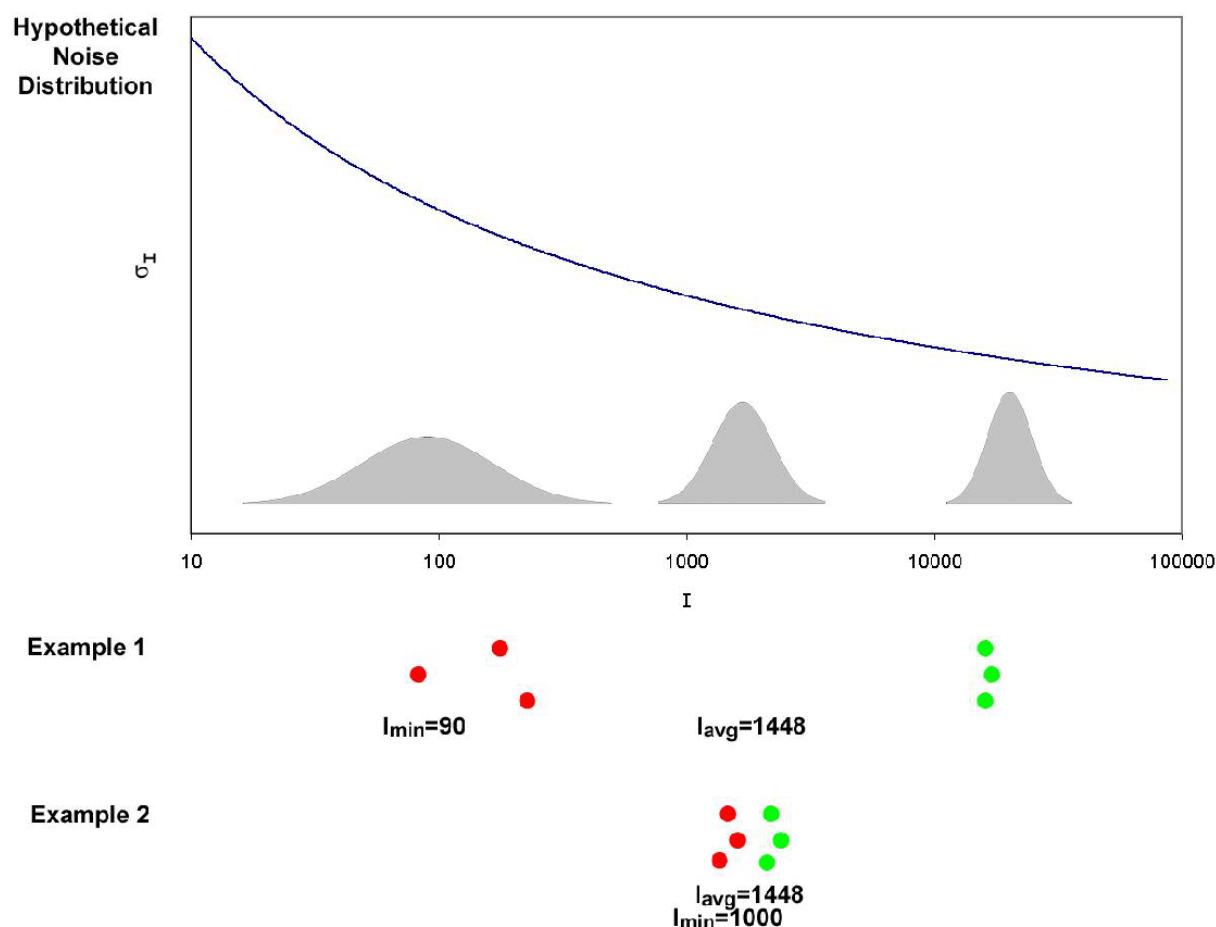 Hypothetical
Noise
Distribution
σI
10 100 1000 10000 100000
I
Example 1
Imin=90 Iavg=1448
Example 2
Iavg=1448
Imin=1000